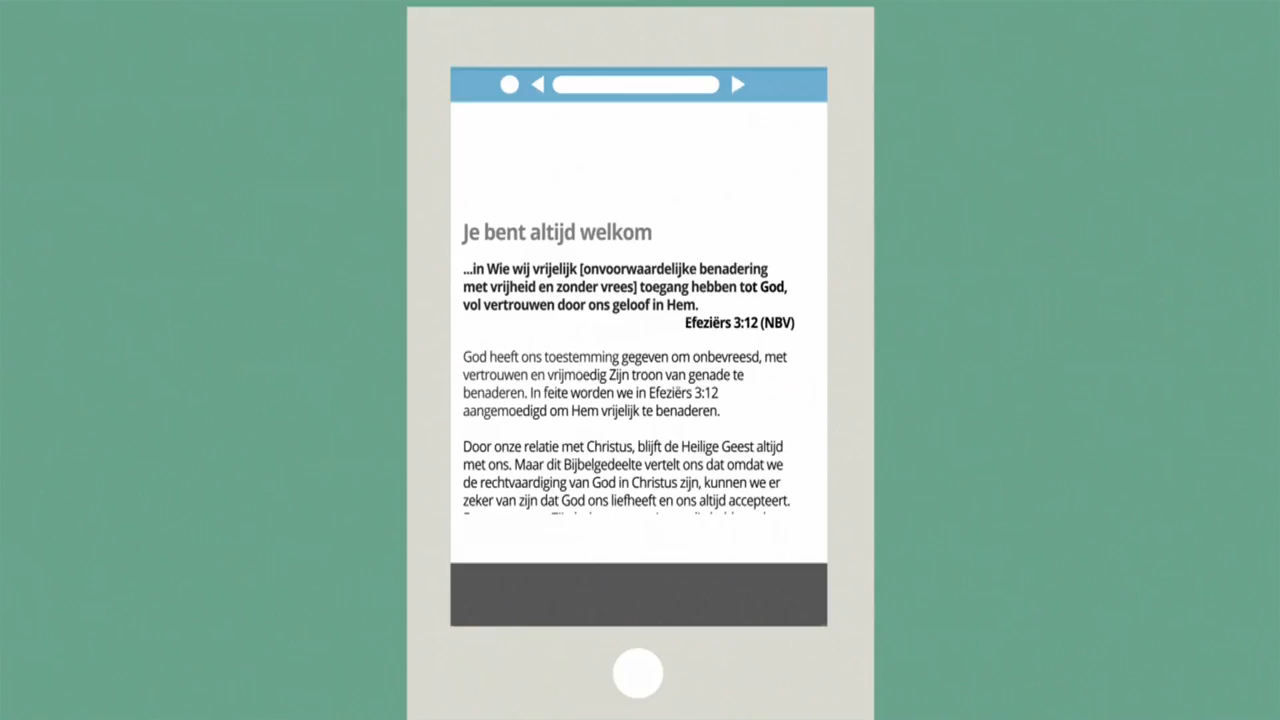 Je bent altijd welkom
...in Wie wij vrijelijk [onvoorwaardelijke benadering
met vrijheid en zonder vrees] toegang hebben tot God,
vol vertrouwen door ons geloof in Hem.
Efeziërs 3:12 (NBV)
God heeft ons toestemming gegeven om onbevreesd, met
vertrouwen en vrijmoedig Zijn troon van genade te
benaderen. In feite worden we in Efeziërs 3:12
aangemoedigd om Hem vrijelijk te benaderen.
Door onze relatie met Christus, blijft de Heilige Geest altijd
met ons. Maar dit Bijbelgedeelte vertelt ons dat omdat we
de rechtvaardiging van God in Christus zijn, kunnen we er
zeker van zijn dat God ons liefheeft en ons altijd accepteert.